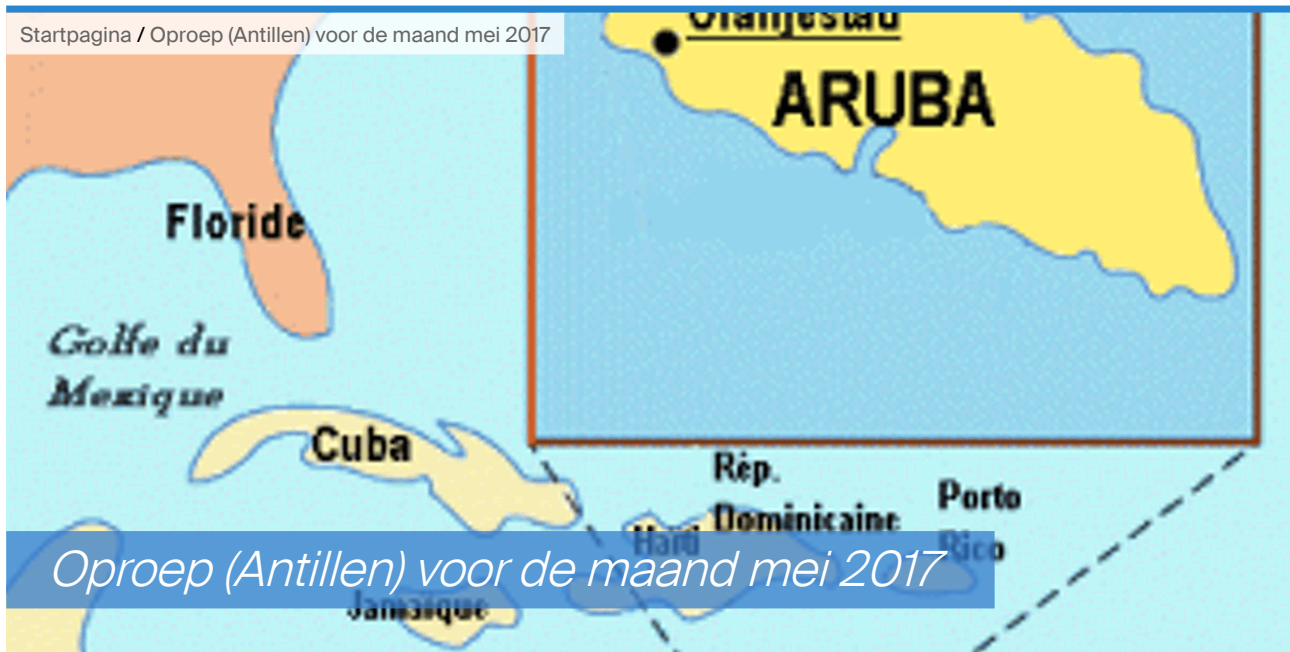 Startpagina / Oproep (Antillen) voor de maand mei 2017
Oranjestad
ARUBA
Floride
Golfe du
Mexique
Cuba
Rép.
Dominicaine
Porto
Rico
Haïti
Oproep (Antillen) voor de maand mei 2017
Jamaïque